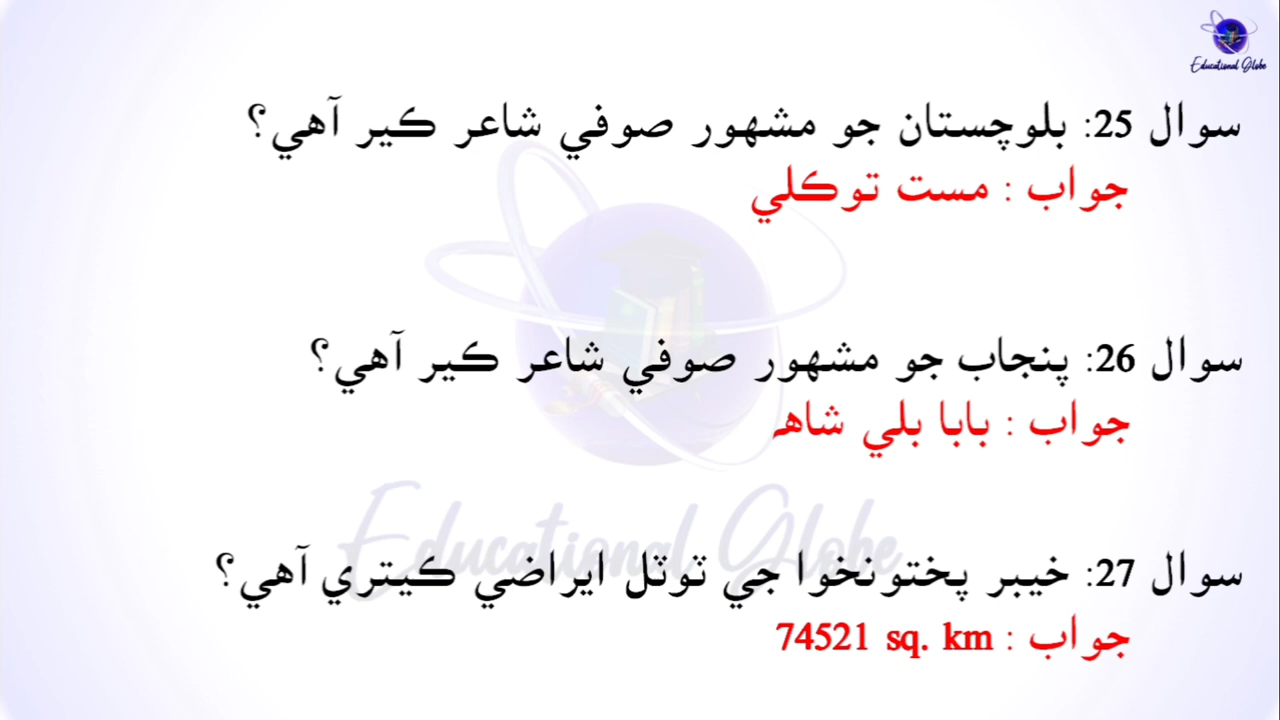 Educational Globe
سوال 25: بلوچستان جو مشهور صوفي شاعر ڪير آهي؟
جواب : مست توڪلي
سوال 26: پنجاب جو مشهور صوفي شاعر ڪير آهي؟
جواب : بابا بلي شاهه
سوال 27: خيبر پختونخوا جي ٽوٽل ايراضي ڪيتري آهي؟
جواب : 74521 sq. km
Educational Globe